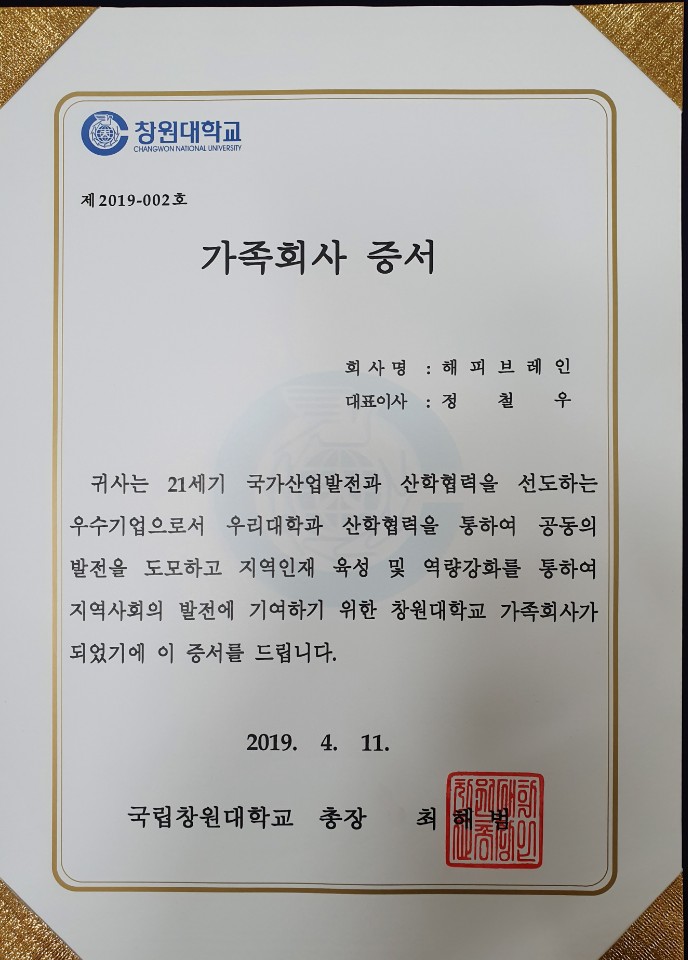 창원대학교
CHANGWON NATIONAL UNIVERSITY
제2019-002호
가족회사 증서
회사명 : 해피브레인
대표이사 : 정철우
귀사는 21세기 국가산업발전과 산학협력을 선도하는
우수기업으로서 우리대학과 산학협력을 통하여 공동의
발전을 도모하고 지역인재 육성 및 역량강화를 통하여
지역사회의 발전에 기여하기 위한 창원대학교 가족회사가
되었기에 이 증서를 드립니다.
2019. 4. 11.
국립창원대학교 총장 최해범